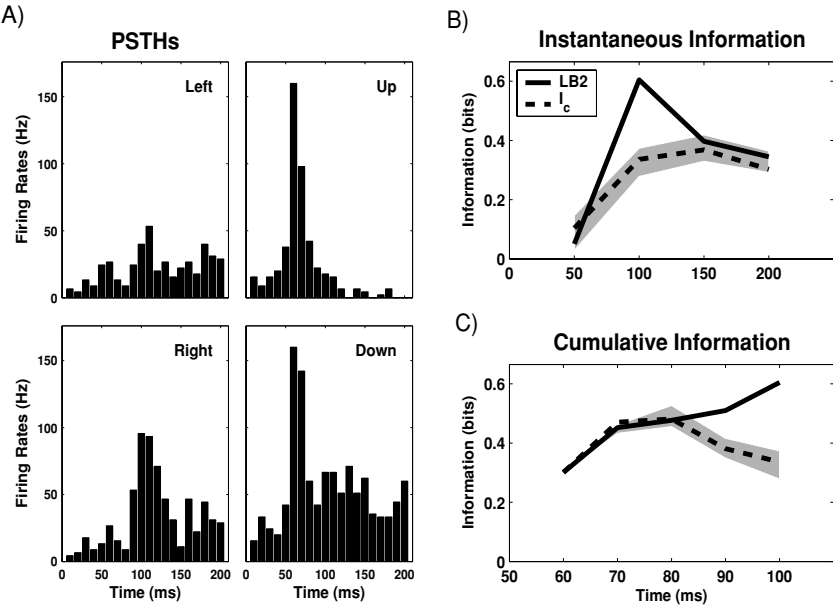 A)
PSTHs
Left
Up
Firing Rates (Hz)
150
100
50
0
Right
Down
Firing Rates (Hz)
150
100
50
0
0 50 100 150 200
0 50 100 150 200
Time (ms)
Time (ms)
B)
Instantaneous Information
LB2
I_c
Information (bits)
0.6
0.4
0.2
0
0 50 100 150 200
C)
Cumulative Information
Information (bits)
0.6
0.4
0.2
0
50 60 70 80 90 100
Time (ms)